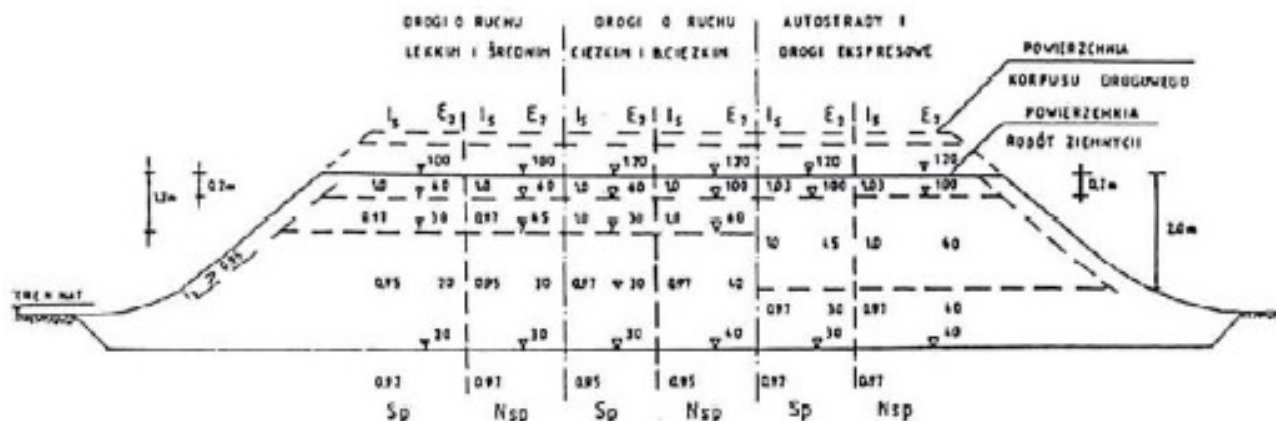 DROGI O RUCHU DROGI O RUCHU AUTOSTRADY I
LEKKIM I ŚREDNIM CIĘŻKIM I B.CIĘŻKIM DROGI EKSPRESOWE
POWIERZCHNIA
KORPUSU DROGOWEGO
POWIERZCHNIA
ROBÓT ZIEMNYCH
Is E2 Is E2 Is E2 Is E2 Is E2 Is E2
100 100 120 120 120 120
1,2m 0,2m 1,0 60 1,0 60 1,0 60 1,0 100 1,03 100 1,03 100 0,2m
0,97 30 0,97 45 1,0 30 1,0 60
1,0 45 1,0 60 2,0m
0,95
0,95 20 0,95 30 0,97 30 0,97 40
0,97 30 0,97 40
30 30 30 40 30 40
0,97 0,97 0,95 0,95 0,97 0,97
Sp Nsp Sp Nsp Sp Nsp